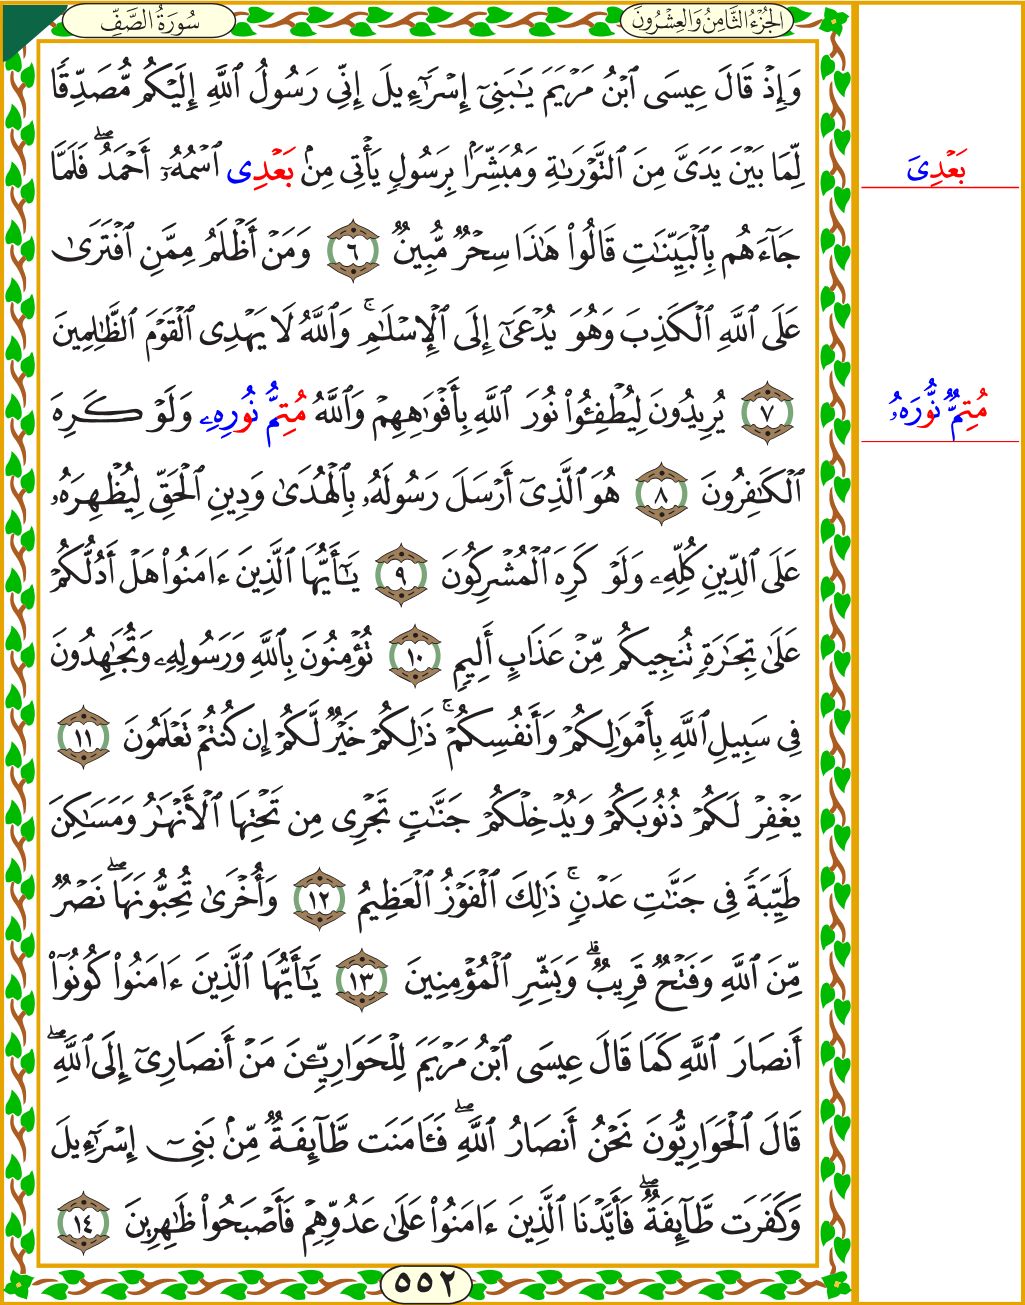 الجُزْءُ الثَّامِنُ وَالعِشْرُونَ
سُورَةُ الصَّفِّ
وَإِذْ قَالَ عِيسَى ٱبْنُ مَرْيَمَ يَٰبَنِىٓ إِسْرَٰٓءِيلَ إِنِّى رَسُولُ ٱللَّهِ إِلَيْكُم مُّصَدِّقًا
لِّمَا بَيْنَ يَدَىَّ مِنَ ٱلتَّوْرَىٰةِ وَمُبَشِّرًۢا بِرَسُولٍ يَأْتِى مِنۢ بَعْدِى ٱسْمُهُۥٓ أَحْمَدُ ۖ فَلَمَّا
بَعْدِىَ
جَآءَهُم بِٱلْبَيِّنَٰتِ قَالُوا۟ هَٰذَا سِحْرٌ مُّبِينٌ ٦ وَمَنْ أَظْلَمُ مِمَّنِ ٱفْتَرَىٰ
عَلَى ٱللَّهِ ٱلْكَذِبَ وَهُوَ يُدْعَىٰٓ إِلَى ٱلْإِسْلَٰمِ ۚ وَٱللَّهُ لَا يَهْدِى ٱلْقَوْمَ ٱلظَّٰلِمِينَ
٧ يُرِيدُونَ لِيُطْفِـُٔوا۟ نُورَ ٱللَّهِ بِأَفْوَٰهِهِمْ وَٱللَّهُ مُتِمُّ نُورِهِۦ وَلَوْ كَرِهَ
مُتِمٌّ نُّورَهُۥ
ٱلْكَٰفِرُونَ ٨ هُوَ ٱلَّذِىٓ أَرْسَلَ رَسُولَهُۥ بِٱلْهُدَىٰ وَدِينِ ٱلْحَقِّ لِيُظْهِرَهُۥ
عَلَى ٱلدِّينِ كُلِّهِۦ وَلَوْ كَرِهَ ٱلْمُشْرِكُونَ ٩ يَٰٓأَيُّهَا ٱلَّذِينَ ءَامَنُوا۟ هَلْ أَدُلُّكُمْ
عَلَىٰ تِجَٰرَةٍ تُنجِيكُم مِّنْ عَذَابٍ أَلِيمٍ ١٠ تُؤْمِنُونَ بِٱللَّهِ وَرَسُولِهِۦ وَتُجَٰهِدُونَ
فِى سَبِيلِ ٱللَّهِ بِأَمْوَٰلِكُمْ وَأَنفُسِكُمْ ۚ ذَٰلِكُمْ خَيْرٌ لَّكُمْ إِن كُنتُمْ تَعْلَمُونَ ١١
يَغْفِرْ لَكُمْ ذُنُوبَكُمْ وَيُدْخِلْكُمْ جَنَّٰتٍ تَجْرِى مِن تَحْتِهَا ٱلْأَنْهَٰرُ وَمَسَٰكِنَ
طَيِّبَةً فِى جَنَّٰتِ عَدْنٍ ۚ ذَٰلِكَ ٱلْفَوْزُ ٱلْعَظِيمُ ١٢ وَأُخْرَىٰ تُحِبُّونَهَا ۖ نَصْرٌ
مِّنَ ٱللَّهِ وَفَتْحٌ قَرِيبٌ ۗ وَبَشِّرِ ٱلْمُؤْمِنِينَ ١٣ يَٰٓأَيُّهَا ٱلَّذِينَ ءَامَنُوا۟ كُونُوٓا۟
أَنصَارَ ٱللَّهِ كَمَا قَالَ عِيسَى ٱبْنُ مَرْيَمَ لِلْحَوَارِيِّـۧنَ مَنْ أَنصَارِىٓ إِلَى ٱللَّهِ ۖ
قَالَ ٱلْحَوَارِيُّونَ نَحْنُ أَنصَارُ ٱللَّهِ ۖ فَـَٔامَنَت طَّآئِفَةٌ مِّنۢ بَنِىٓ إِسْرَٰٓءِيلَ
وَكَفَرَت طَّآئِفَةٌ ۖ فَأَيَّدْنَا ٱلَّذِينَ ءَامَنُوا۟ عَلَىٰ عَدُوِّهِمْ فَأَصْبَحُوا۟ ظَٰهِرِينَ ١٤
٥٥٢